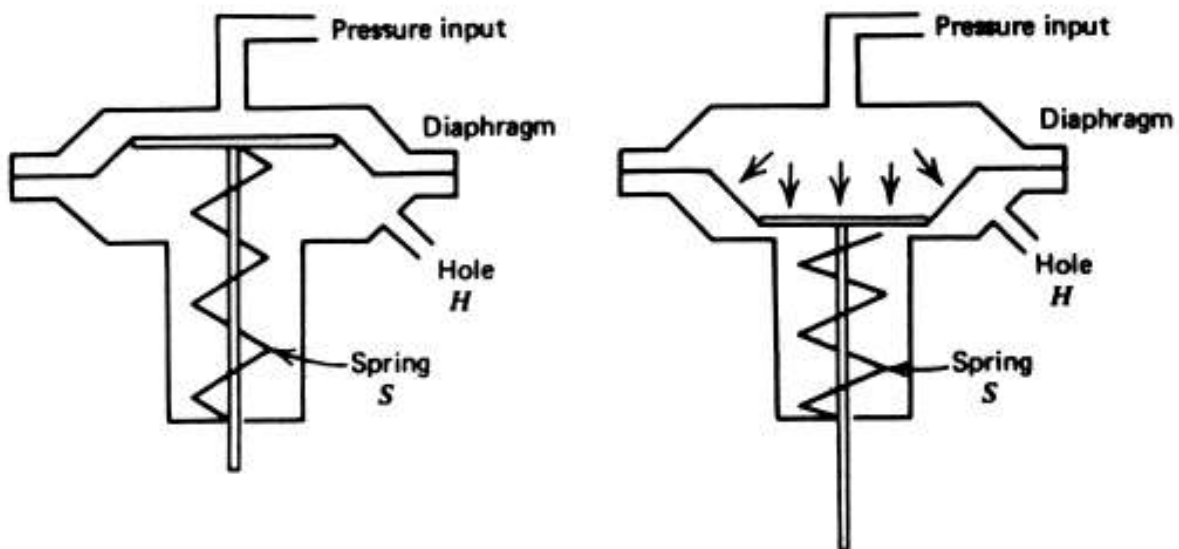 Pressure input
Diaphragm
Hole
H
Spring
S
Pressure input
Diaphragm
Hole
H
Spring
S